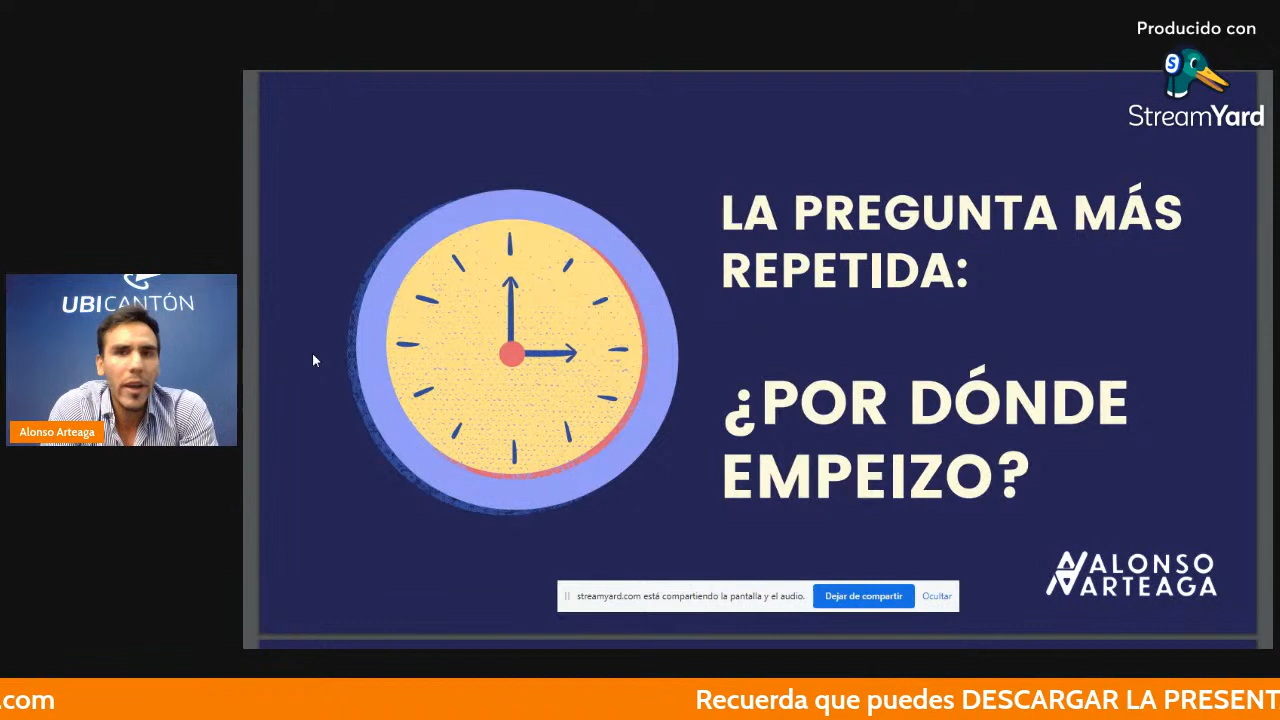 Producido con
StreamYard
LA PREGUNTA MÁS
REPETIDA:
¿POR DÓNDE
EMPEIZO?
UBICANTÓN
Alonso Arteaga
ALONSO
ARTEAGA
streamyard.com está compartiendo la pantalla y el audio.
Dejar de compartir
Ocultar
.com
Recuerda que puedes DESCARGAR LA PRESENT